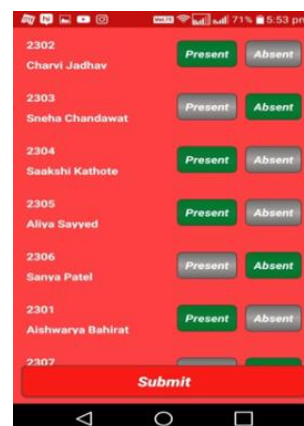 71% 5:53 pm
2302
Charvi Jadhav
Present Absent
2303
Sneha Chandawat
Present Absent
2304
Saakshi Kathote
Present Absent
2305
Aliya Sayyed
Present Absent
2306
Sanya Patel
Present Absent
2301
Aishwarya Bahirat
Present Absent
2307
Submit